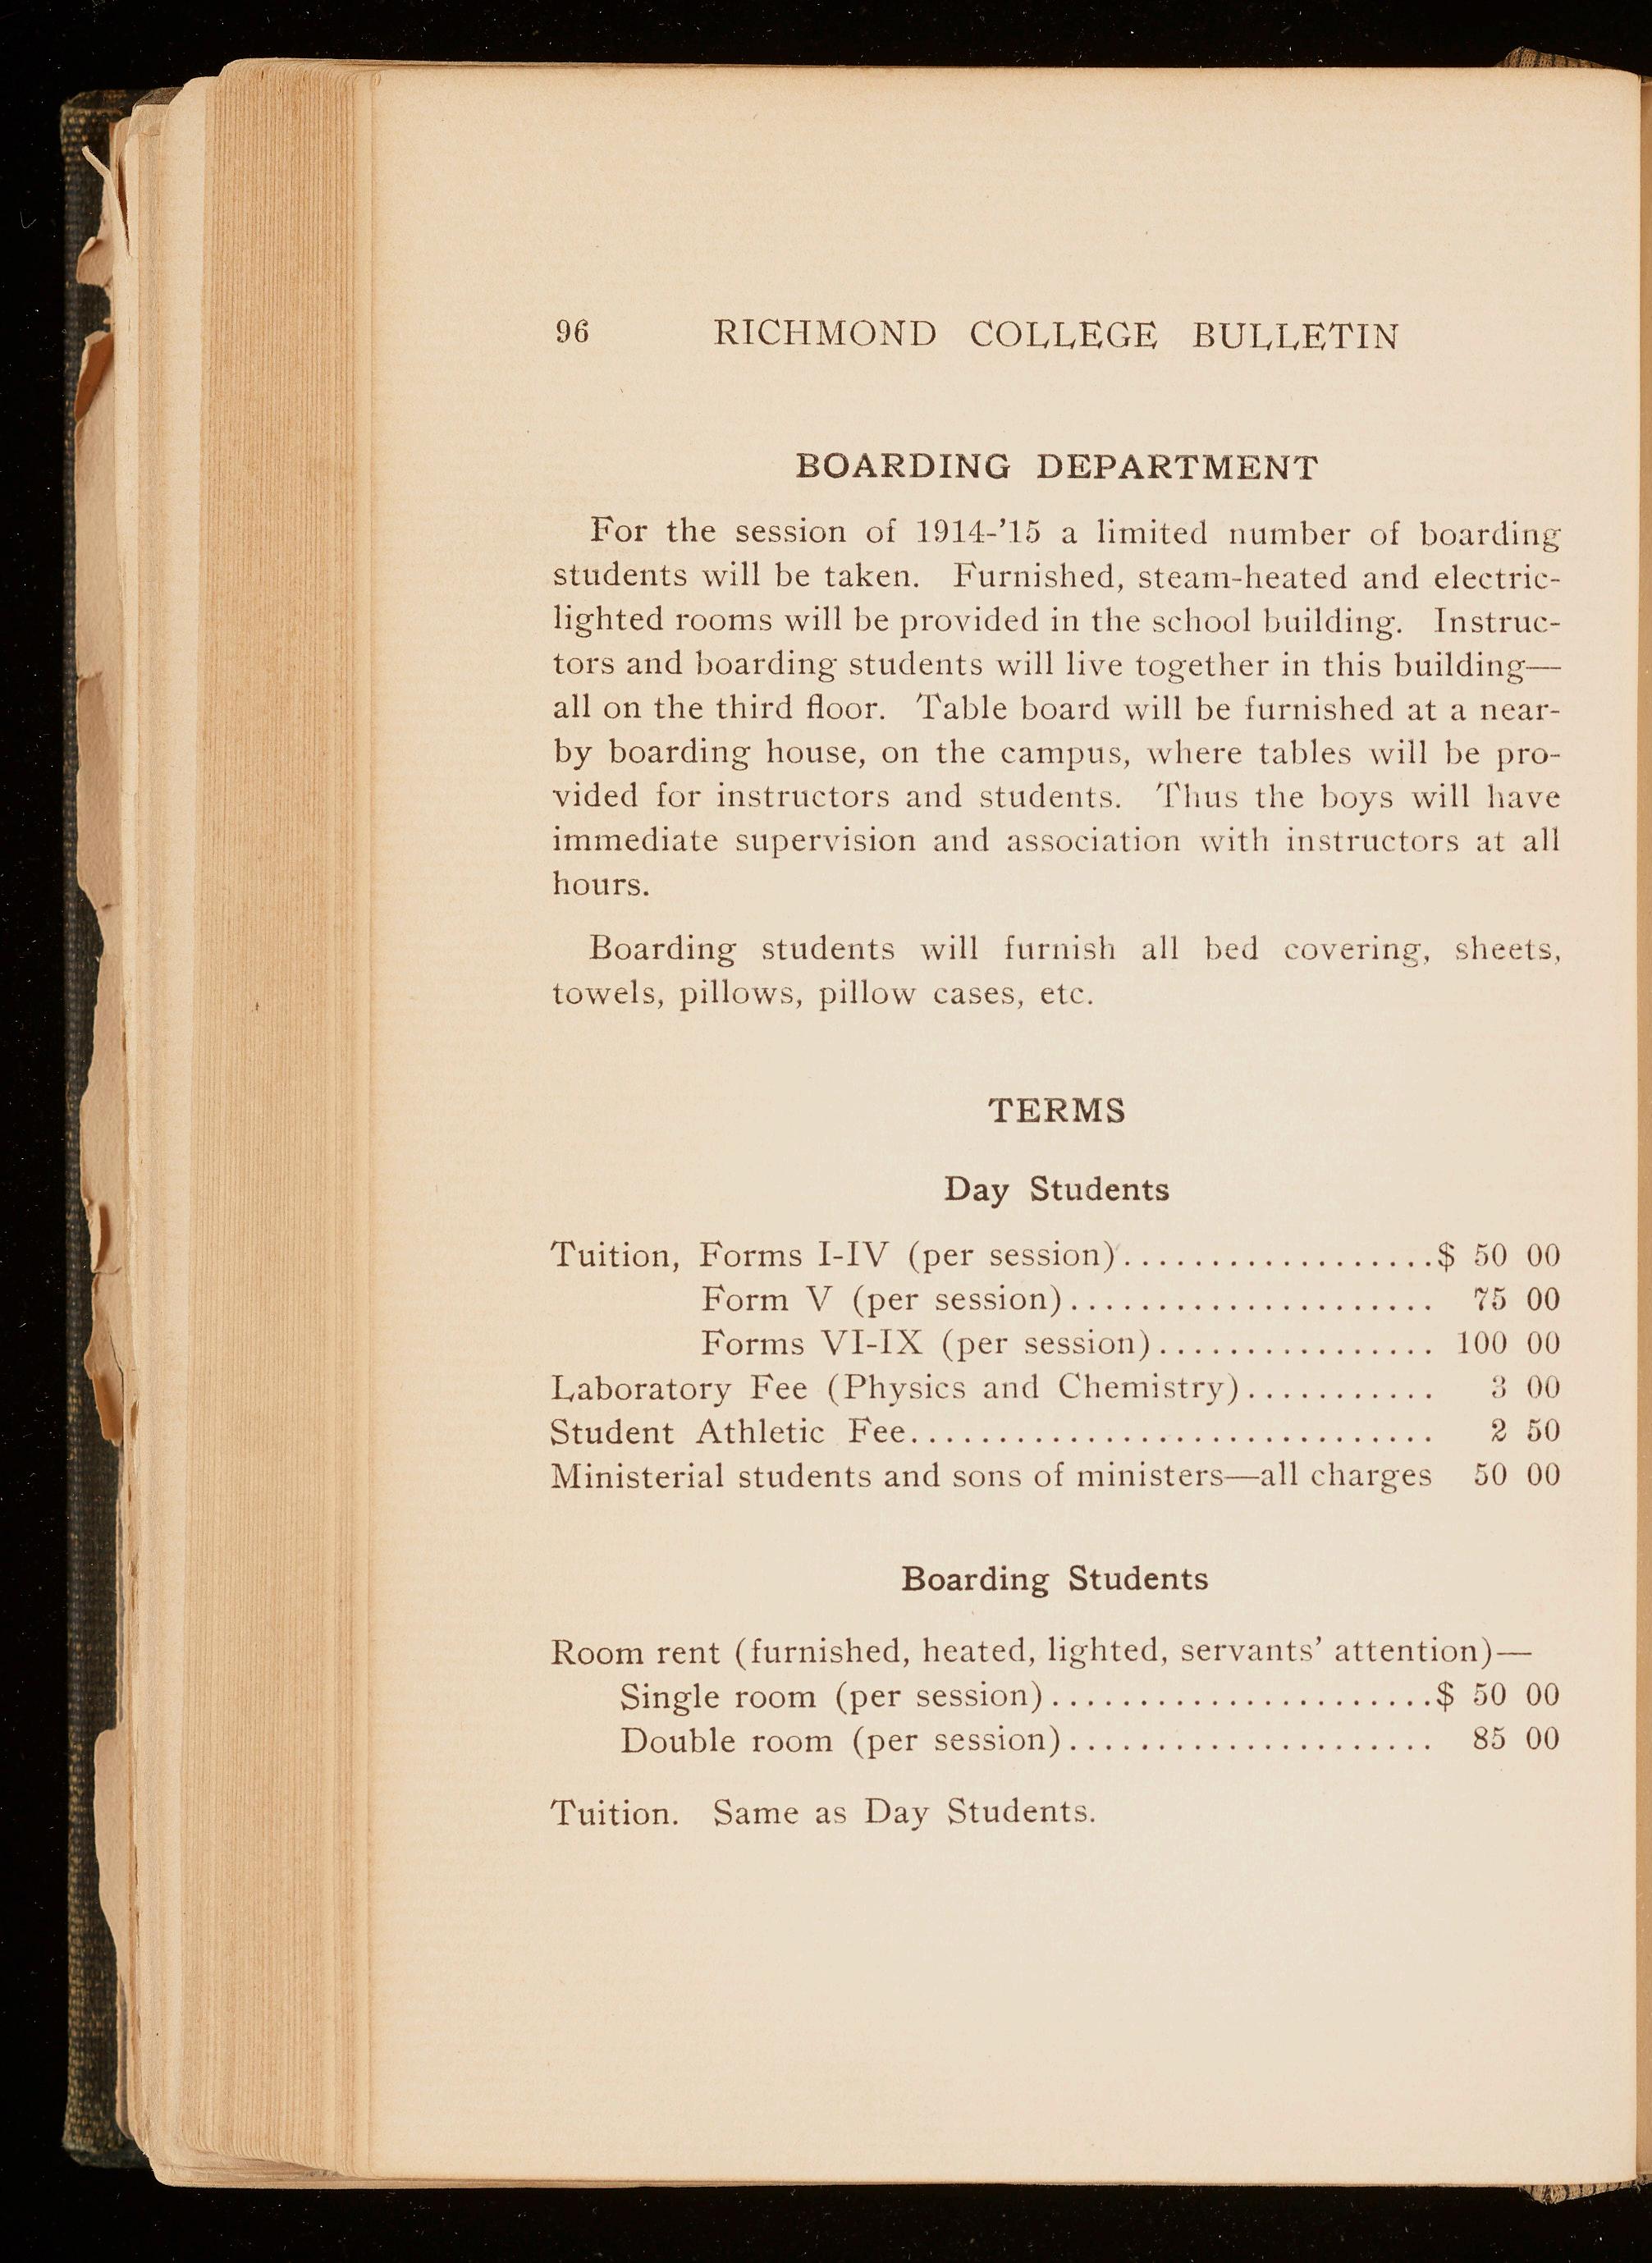 96 RICHMOND COLLEGE BULLETIN
BOARDING DEPARTMENT
For the session of 1914-’15 a limited number of boarding
students will be taken. Furnished, steam-heated and electric-
lighted rooms will be provided in the school building. Instruc-
tors and boarding students will live together in this building—
all on the third floor. Table board will be furnished at a near-
by boarding house, on the campus, where tables will be pro-
vided for instructors and students. Thus the boys will have
immediate supervision and association with instructors at all
hours.
Boarding students will furnish all bed covering, sheets,
towels, pillows, pillow cases, etc.
TERMS
Day Students
Tuition, Forms I-IV (per session)..................$ 50 00
Form V (per session)..................... 75 00
Forms VI-IX (per session)................ 100 00
Laboratory Fee (Physics and Chemistry)........... 3 00
Student Athletic Fee.............................. 2 50
Ministerial students and sons of ministers—all charges 50 00
Boarding Students
Room rent (furnished, heated, lighted, servants’ attention)—
Single room (per session)......................$ 50 00
Double room (per session)..................... 85 00
Tuition. Same as Day Students.